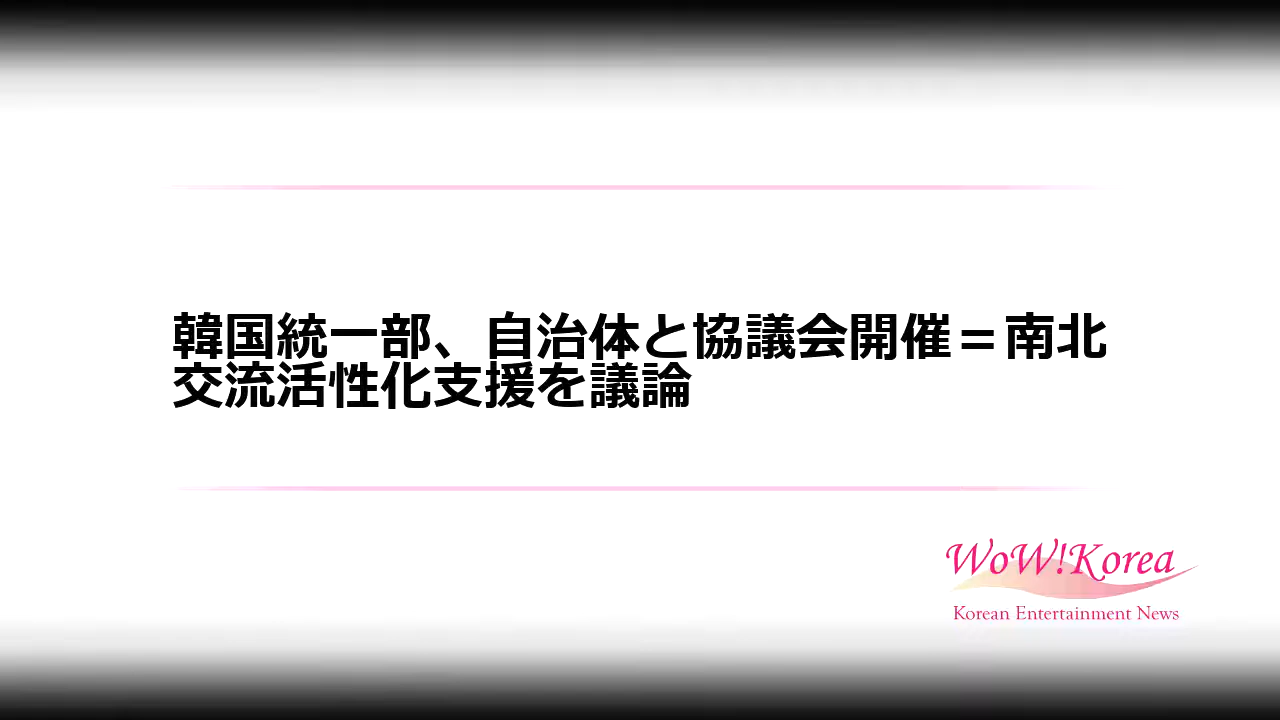 韓国統一部、自治体と協議会開催＝南北
交流活性化支援を議論
WoW!Korea
Korean Entertainment News